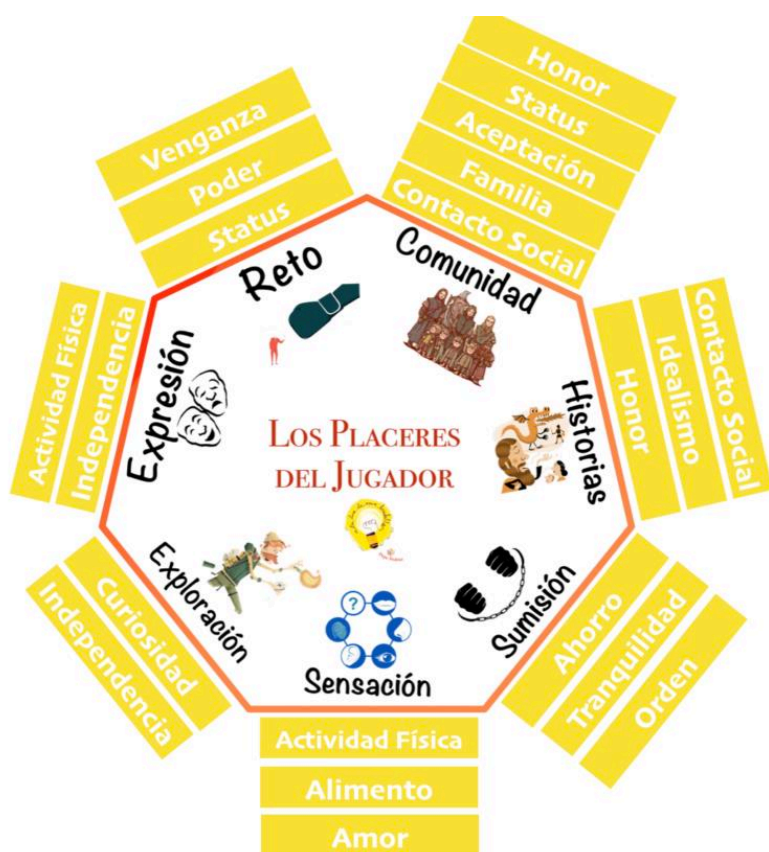 Honor
Status
Aceptación
Familia
Contacto Social
Venganza
Poder
Status
Reto
Comunidad
Actividad Física
Independencia
Expresión
Historias
Honor
Idealismo
Contacto Social
LOS PLACERES
DEL JUGADOR
Exploración
Curiosidad
Independencia
?
Sensación
Sumisión
Ahorro
Tranquilidad
Orden
Actividad Física
Alimento
Amor